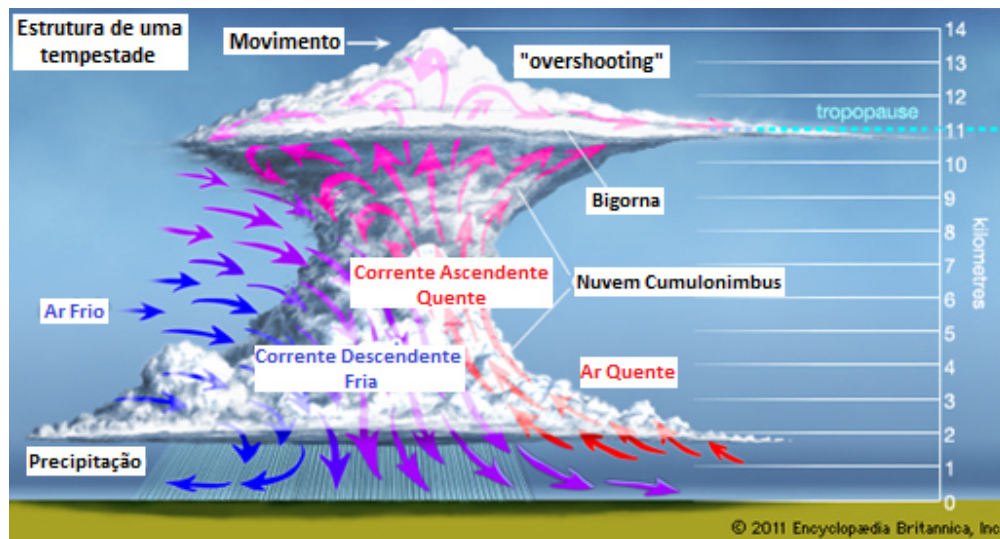 Estrutura de uma
tempestade
Movimento
"overshooting"
14
13
12
tropopause
11
10
9
Bigorna
8
7
Corrente Ascendente
Quente
Nuvem Cumulonimbus
kilometres
6
Ar Frio
5
Corrente Descendente
Fria
Ar Quente
4
3
2
Precipitação
1
0
© 2011 Encyclopædia Britannica, Inc